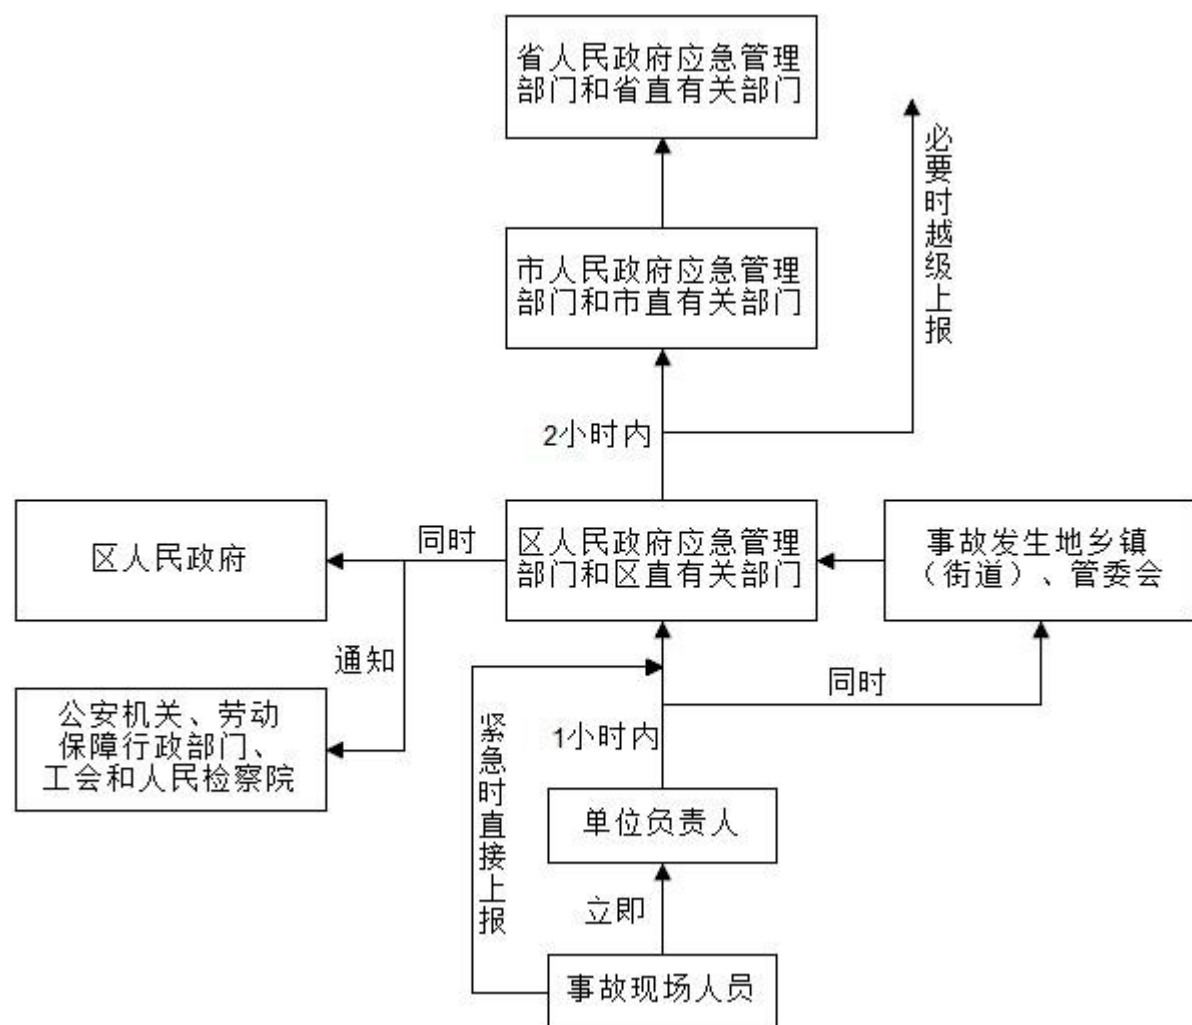 省人民政府应急管理
部门和省直有关部门
必要时越级上报
市人民政府应急管理
部门和市直有关部门
2小时内
区人民政府
同时
区人民政府应急管理
部门和区直有关部门
事故发生地乡镇
（街道）、管委会
通知
同时
公安机关、劳动
保障行政部门、
工会和人民检察院
紧急时直接上报
1小时内
单位负责人
立即
事故现场人员